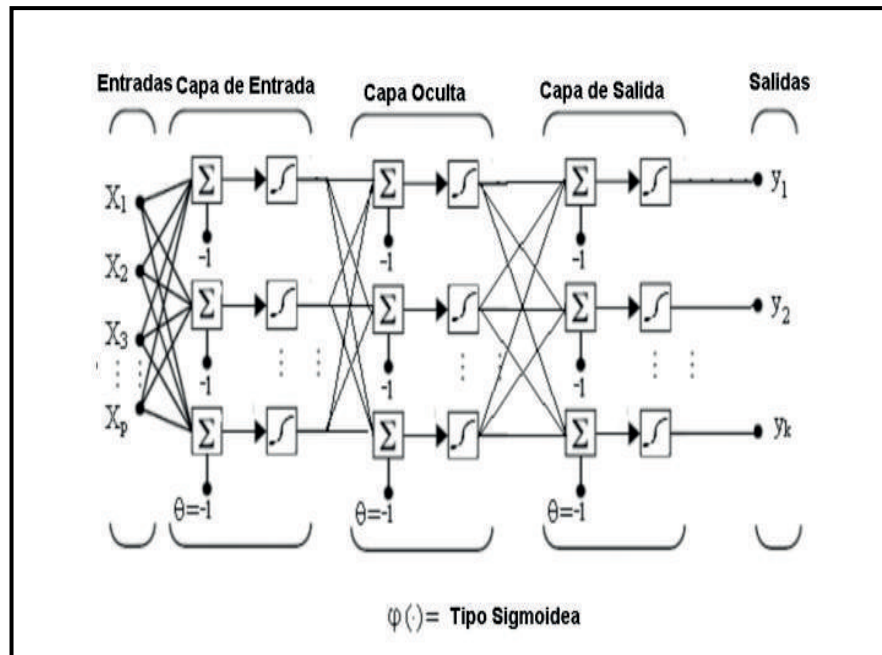 Entradas Capa de Entrada Capa Oculta Capa de Salida Salidas
X1 Σ Σ Σ y1
-1 -1 -1
X2 Σ Σ Σ y2
X3
-1 -1 -1
Xp Σ Σ Σ yk
θ=-1 θ=-1 θ=-1
φ(·)= Tipo Sigmoidea